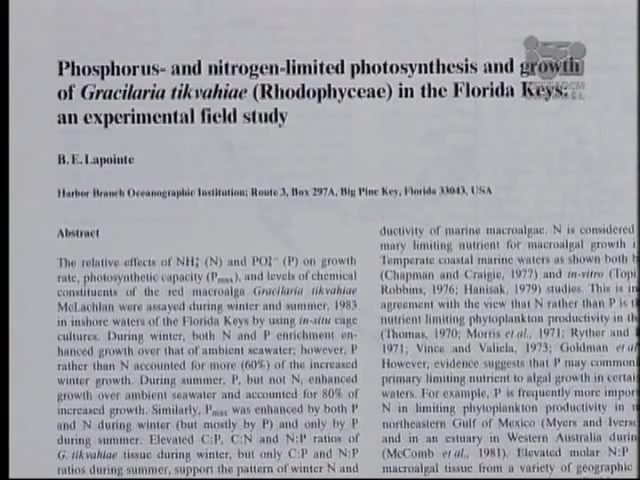 Phosphorus- and nitrogen-limited photosynthesis and growth
of Gracilaria tikvahiae (Rhodophyceae) in the Florida Keys:
an experimental field study
B. E. Lapointe
Harbor Branch Oceanographic Institution; Route 3, Box 297A, Big Pine Key, Florida 33043, USA
Abstract
The relative effects of NH₄⁺ (N) and PO₄³⁻ (P) on growth
rate, photosynthetic capacity (Pmax), and levels of chemical
constituents of the red macroalga Gracilaria tikvahiae
McLachlan were assayed during winter and summer, 1983
in inshore waters of the Florida Keys by using in-situ cage
cultures. During winter, both N and P enrichment en-
hanced growth over that of ambient seawater; however, P
rather than N accounted for more (60%) of the increased
winter growth. During summer, P, but not N, enhanced
growth over ambient seawater and accounted for 80% of
increased growth. Similarly, Pmax was enhanced by both P
and N during winter (but mostly by P) and only by P
during summer. Elevated C:P, C:N and N:P ratios of
G. tikvahiae tissue during winter, but only C:P and N:P
ratios during summer, support the pattern of winter N and
ductivity of marine macroalgae. N is considered
mary limiting nutrient for macroalgal growth
Temperate coastal marine waters as shown both
(Chapman and Craigie, 1977) and in-vitro
Robbins, 1976; Hanisak, 1979) studies. This is in
agreement with the view that N rather than P is
nutrient limiting phytoplankton productivity in
(Thomas, 1970; Morris et al., 1971; Ryther and
1971; Vince and Valiela, 1973; Goldman et al
However, evidence suggests that P may common
primary limiting nutrient to algal growth in certai
waters. For example, P is frequently more impor
N in limiting phytoplankton productivity in
northeastern Gulf of Mexico (Myers and Iverso
and in an estuary in Western Australia durin
(McComb et al., 1981). Elevated molar N:P
macroalgal tissue from a variety of geographic